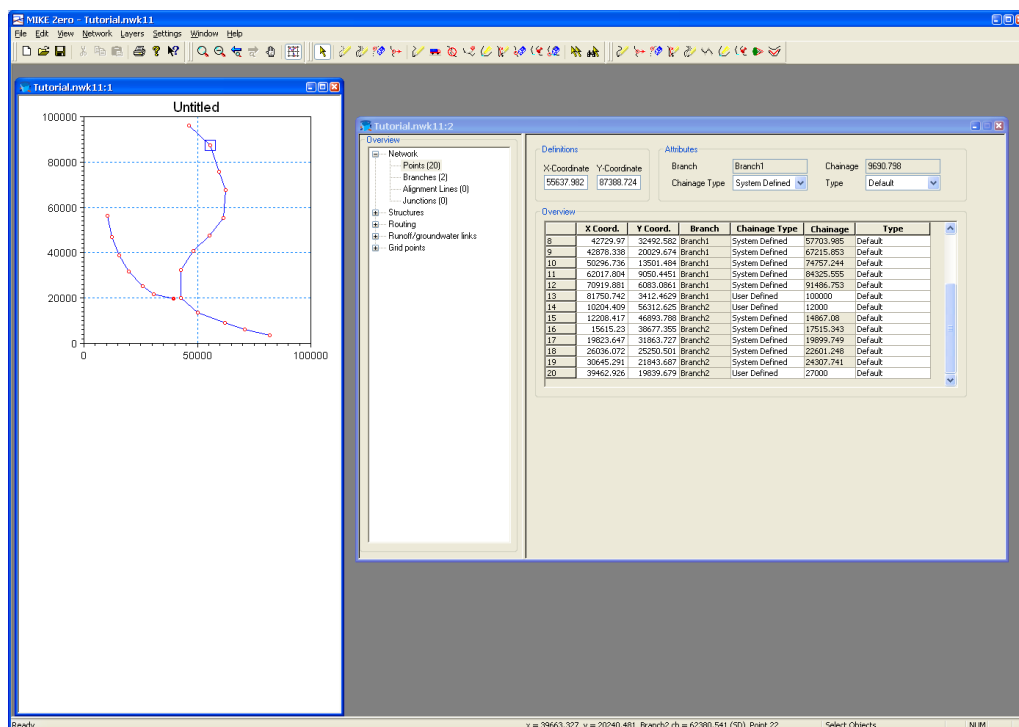 MIKE Zero - Tutorial.nwk11
File Edit View Network Layers Settings Window Help
Tutorial.nwk11:1
Untitled
100000
80000
60000
40000
20000
0
0 50000 100000
Tutorial.nwk11:2
Overview
Network
Points (20)
Branches (2)
Alignment Lines (0)
Junctions (0)
Structures
Routing
Runoff/groundwater links
Grid points
Definitions
X-Coordinate Y-Coordinate
55637.982 87388.724
Attributes
Branch Branch1 Chainage 9690.798
Chainage Type System Defined Type Default
Overview
X Coord. Y Coord. Branch Chainage Type Chainage Type
8 42729.97 32492.582 Branch1 System Defined 57703.985 Default
9 42878.338 20029.674 Branch1 System Defined 67215.853 Default
10 50296.736 13501.484 Branch1 System Defined 74757.244 Default
11 62017.804 9050.4451 Branch1 System Defined 84325.555 Default
12 70919.881 6083.0861 Branch1 System Defined 91486.753 Default
13 81750.742 3412.4629 Branch1 User Defined 100000 Default
14 10204.409 56312.625 Branch2 User Defined 12000 Default
15 12208.417 46893.788 Branch2 System Defined 14867.08 Default
16 15615.23 38677.355 Branch2 System Defined 17515.343 Default
17 19823.647 31863.727 Branch2 System Defined 19899.749 Default
18 26036.072 25250.501 Branch2 System Defined 22601.248 Default
19 30645.291 21843.687 Branch2 System Defined 24307.741 Default
20 39462.926 19839.679 Branch2 User Defined 27000 Default
Ready x = 39663.327, y = 20240.481, Branch2 ch = 62380.541 (SD), Point 22 Select Objects NUM